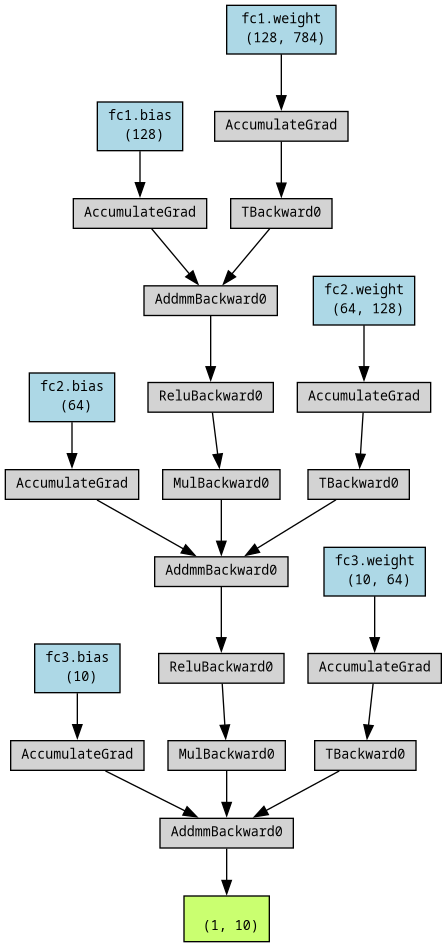 fc1.weight
(128, 784)
fc1.bias
(128)
AccumulateGrad
AccumulateGrad
TBackward0
AddmmBackward0
fc2.weight
(64, 128)
fc2.bias
(64)
ReluBackward0
AccumulateGrad
AccumulateGrad
MulBackward0
TBackward0
AddmmBackward0
fc3.weight
(10, 64)
fc3.bias
(10)
ReluBackward0
AccumulateGrad
AccumulateGrad
MulBackward0
TBackward0
AddmmBackward0
(1, 10)